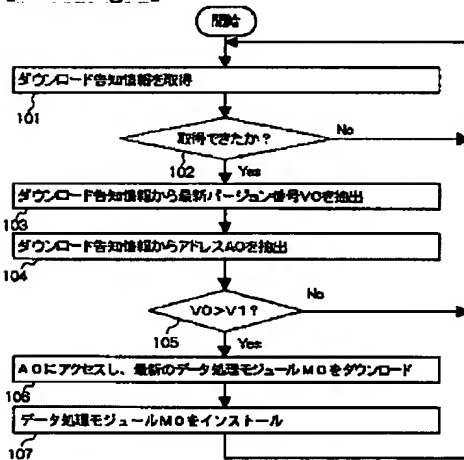 開始
ダウンロード告知情報を取得
101
取得できたか？
No
102
Yes
ダウンロード告知情報から最新バージョン番号V0を抽出
103
ダウンロード告知情報からアドレスA0を抽出
104
V0>V1?
No
105
Yes
A0にアクセスし、最新のデータ処理モジュールM0をダウンロード
106
データ処理モジュールM0をインストール
107